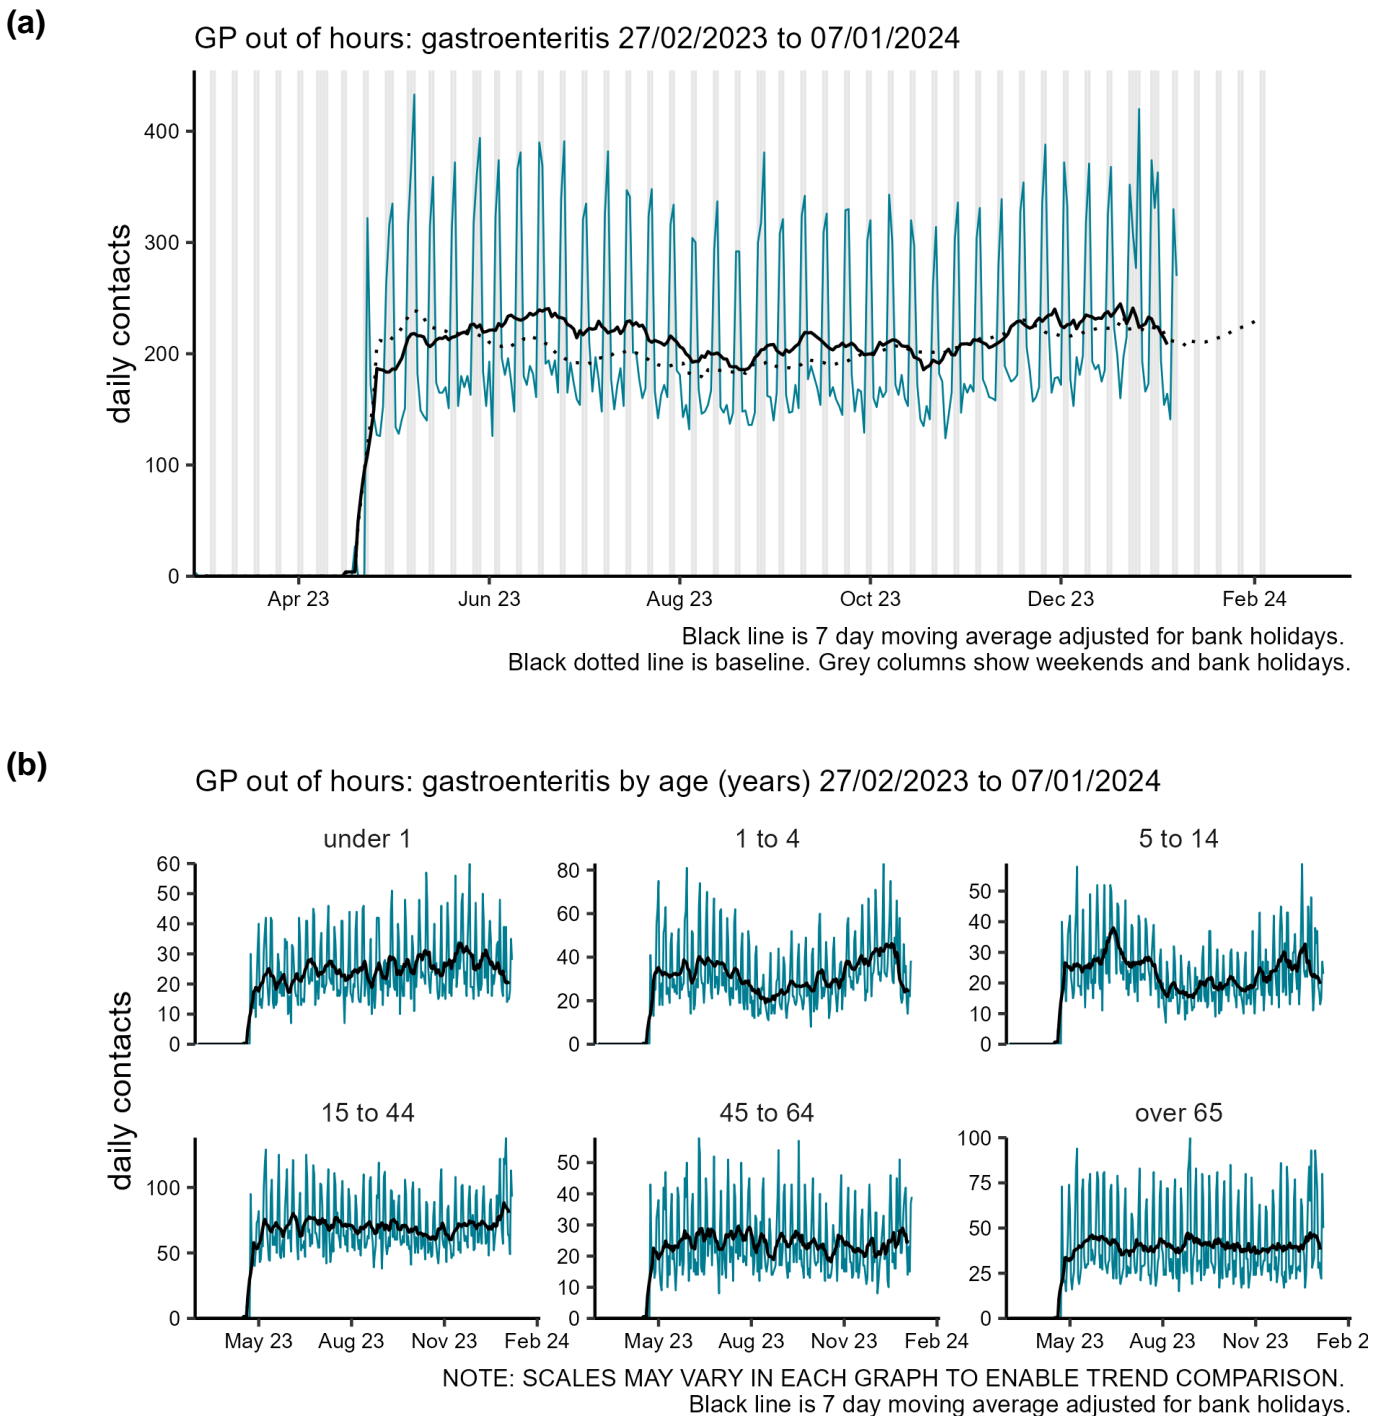 (a)
GP out of hours: gastroenteritis 27/02/2023 to 07/01/2024
daily contacts
400
300
200
100
0
Apr 23 Jun 23 Aug 23 Oct 23 Dec 23 Feb 24
Black line is 7 day moving average adjusted for bank holidays.
Black dotted line is baseline. Grey columns show weekends and bank holidays.
(b)
GP out of hours: gastroenteritis by age (years) 27/02/2023 to 07/01/2024
daily contacts
under 1
60
50
40
30
20
10
0
1 to 4
80
60
40
20
0
5 to 14
50
40
30
20
10
0
15 to 44
100
50
0
May 23 Aug 23 Nov 23 Feb 24
45 to 64
50
40
30
20
10
0
May 23 Aug 23 Nov 23 Feb 24
over 65
100
75
50
25
0
May 23 Aug 23 Nov 23 Feb 2
NOTE: SCALES MAY VARY IN EACH GRAPH TO ENABLE TREND COMPARISON.
Black line is 7 day moving average adjusted for bank holidays.